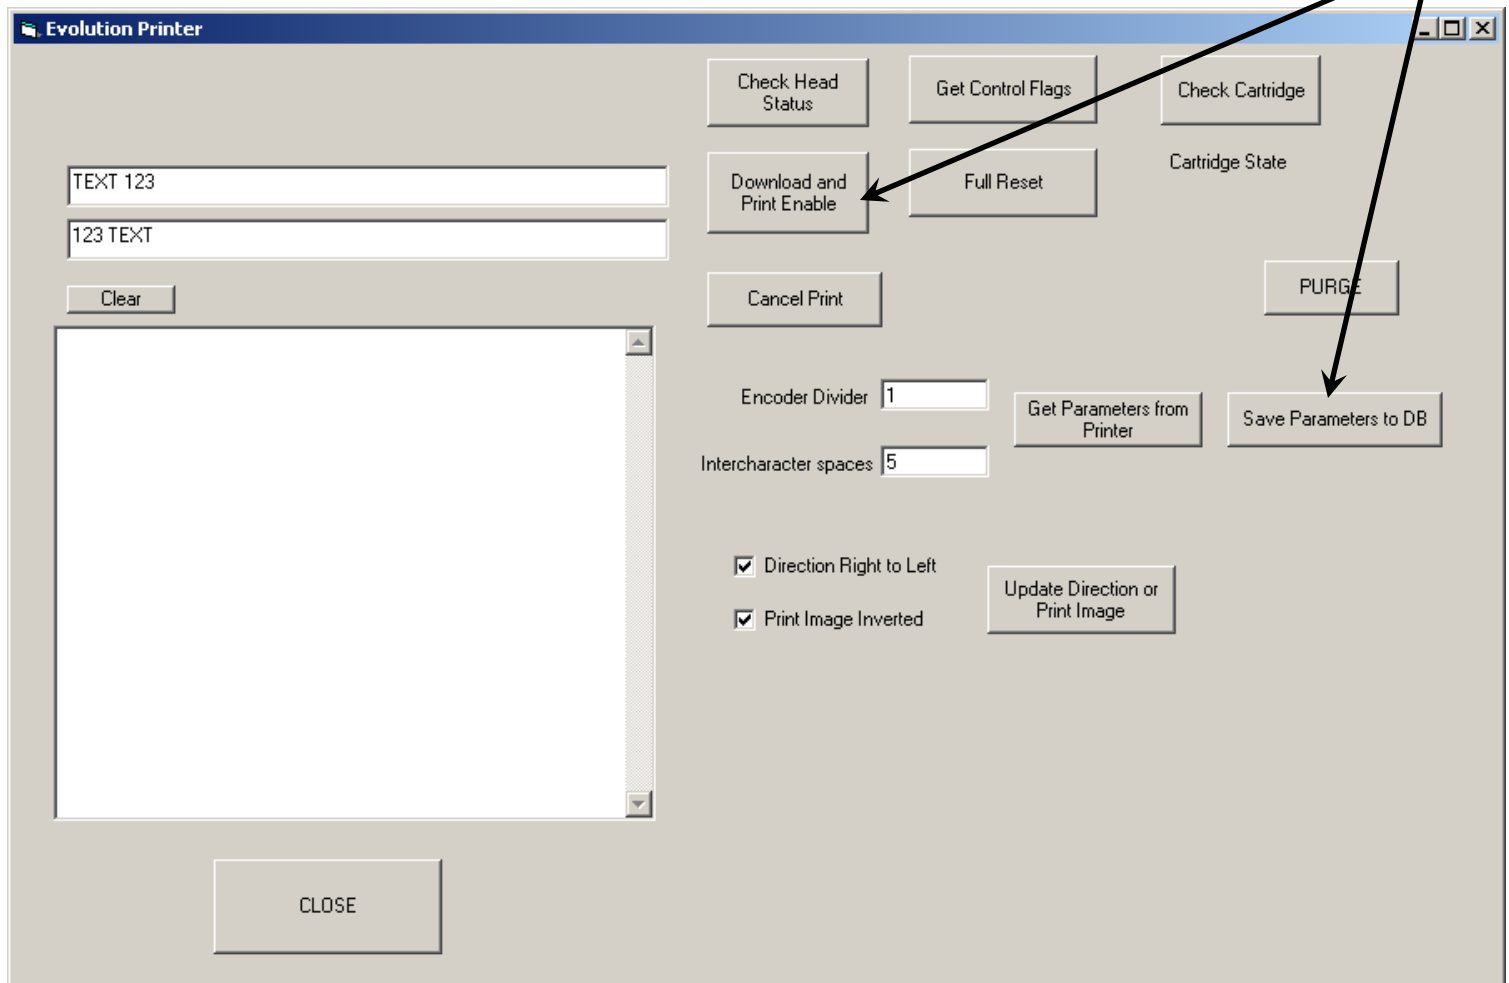 Evolution Printer
Check Head
Status
Get Control Flags
Check Cartridge
TEXT 123
Download and
Print Enable
Full Reset
Cartridge State
123 TEXT
Clear
Cancel Print
PURGE
Encoder Divider 1
Get Parameters from
Printer
Save Parameters to DB
Intercharacter spaces 5
Direction Right to Left
Update Direction or
Print Image
Print Image Inverted
CLOSE